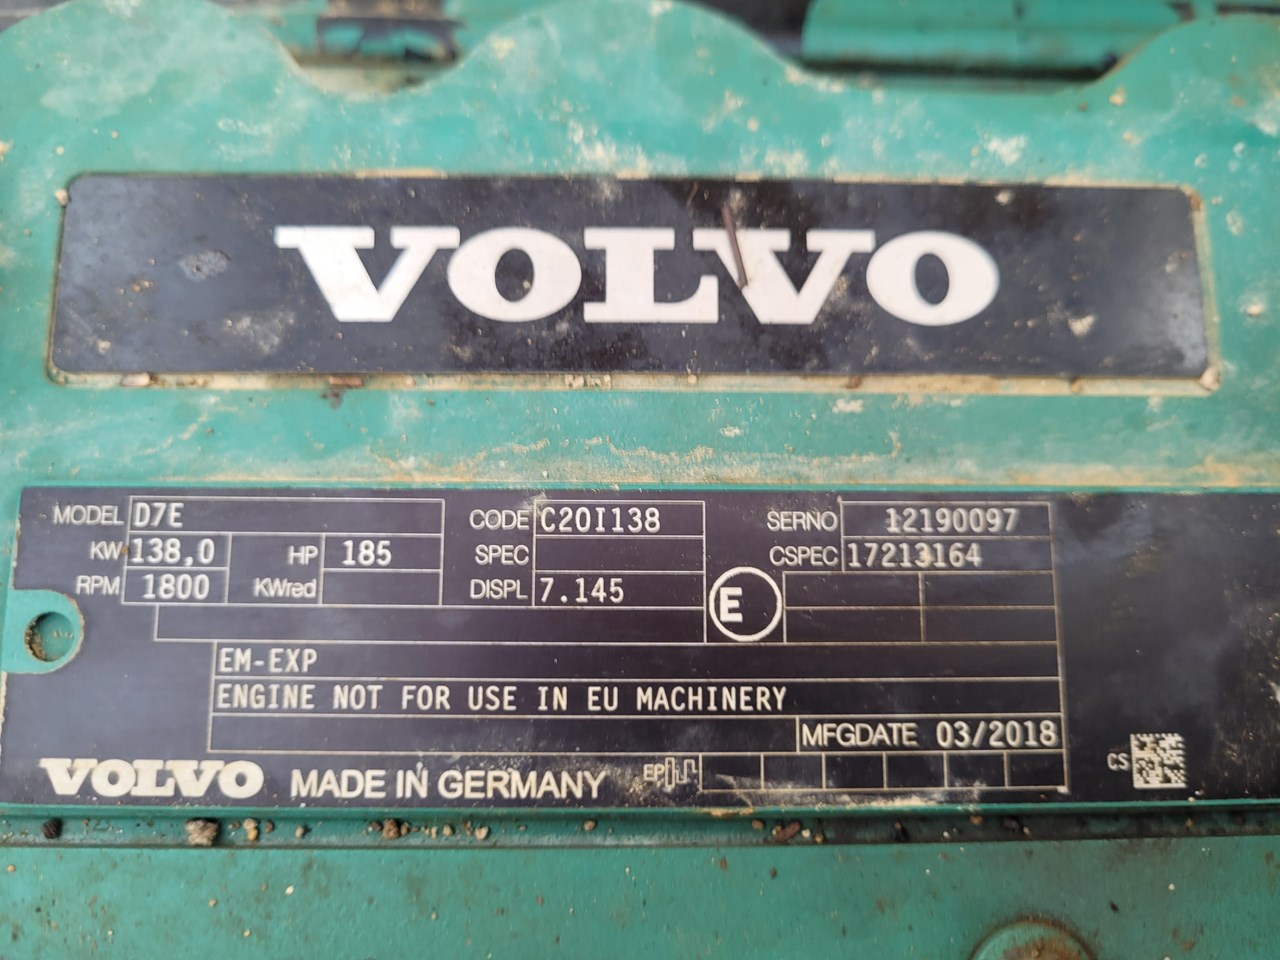 VOLVO
MODEL D7E CODE C20I138 SERNO 12190097
KW 138,0 HP 185 SPEC CSPEC 17213164
RPM 1800 KWred DISPL 7.145
E
EM-EXP
ENGINE NOT FOR USE IN EU MACHINERY
MFGDATE 03/2018
VOLVO MADE IN GERMANY EP CS